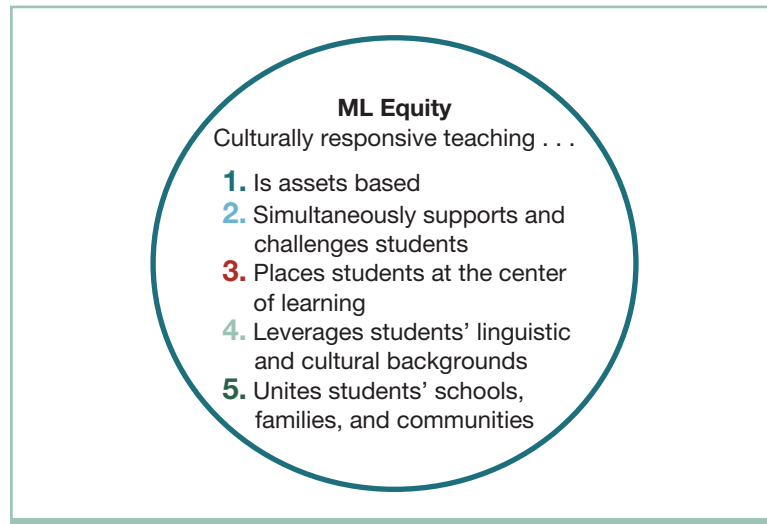 ML Equity
Culturally responsive teaching . . .
1. Is assets based
2. Simultaneously supports and
challenges students
3. Places students at the center
of learning
4. Leverages students’ linguistic
and cultural backgrounds
5. Unites students’ schools,
families, and communities